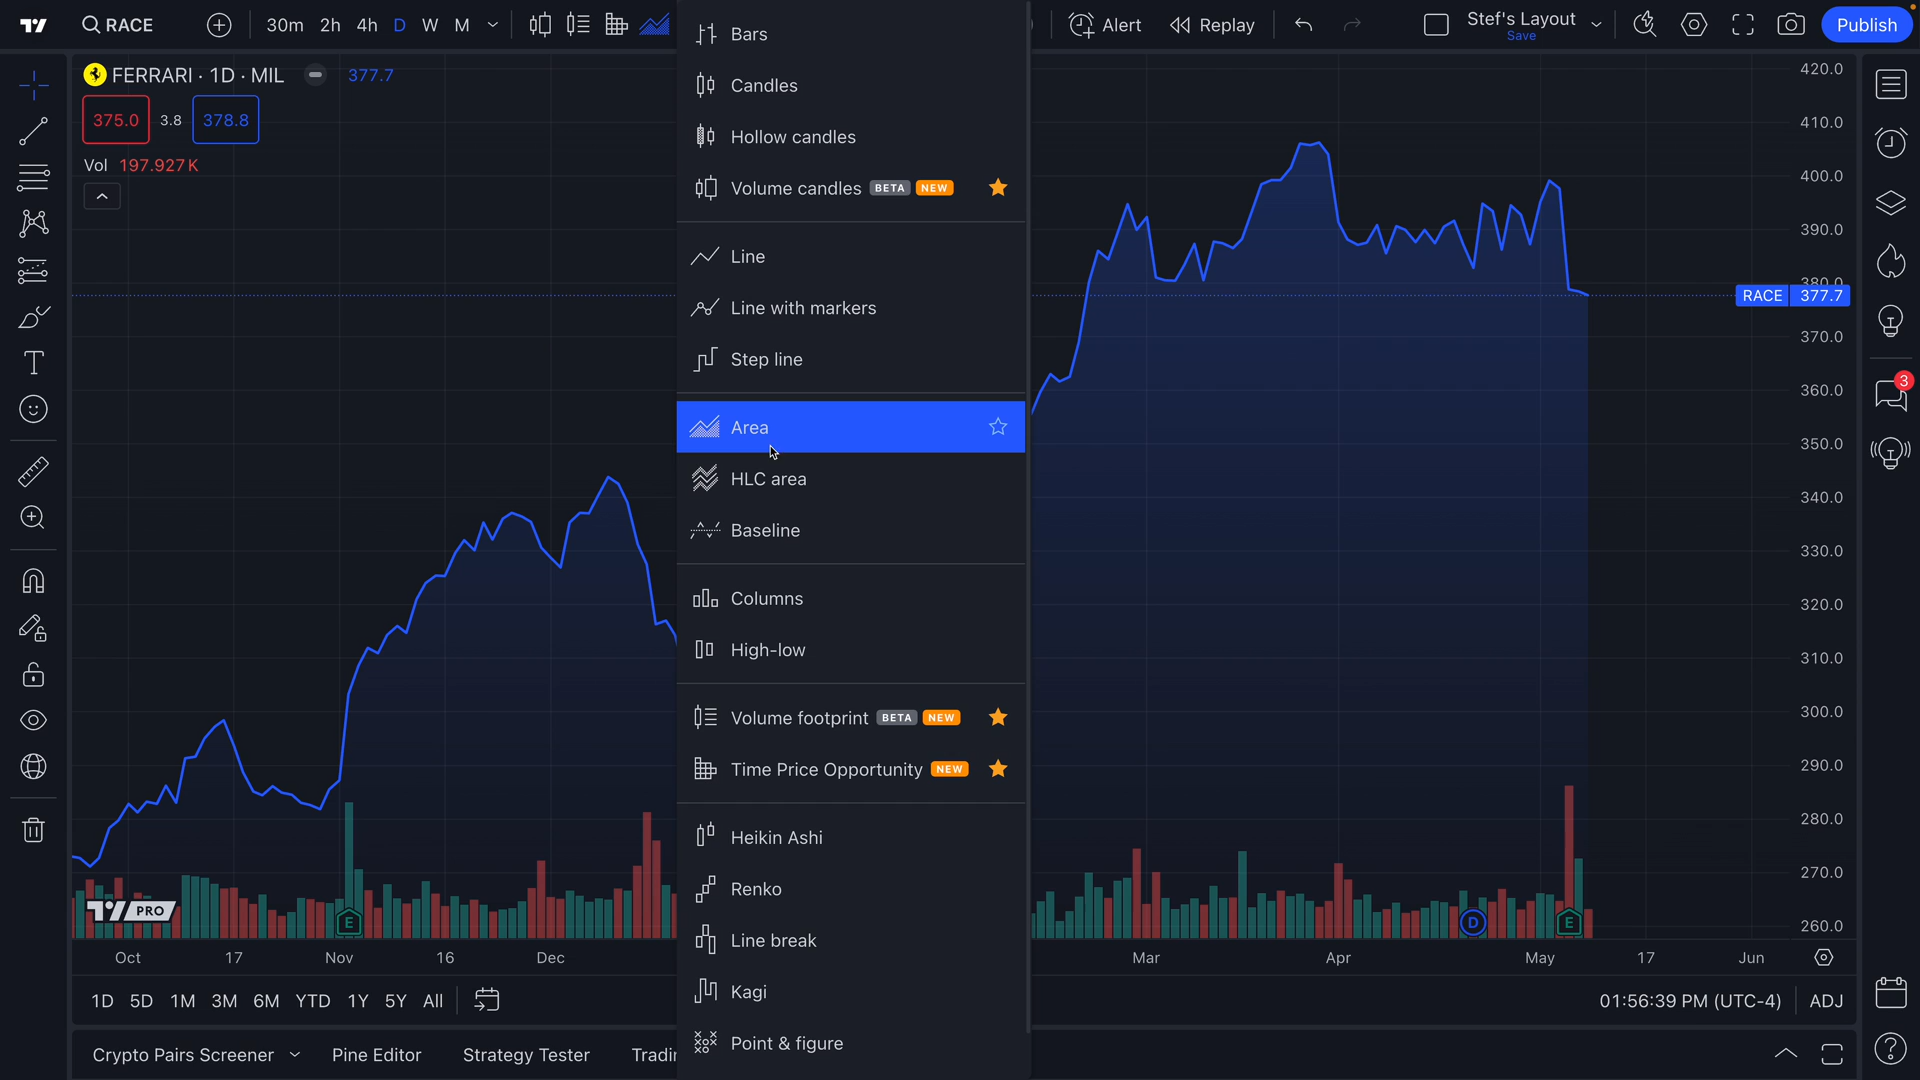 RACE
30m 2h 4h D W M
Alert
Replay
Stef's Layout
Save
Publish
FERRARI · 1D · MIL
377.7
375.0
3.8
378.8
Vol 197.927K
Bars
Candles
Hollow candles
Volume candles BETA NEW
Line
Line with markers
Step line
Area
HLC area
Baseline
Columns
High-low
Volume footprint BETA NEW
Time Price Opportunity NEW
Heikin Ashi
Renko
Line break
Kagi
Point & figure
420.0
410.0
400.0
390.0
380.0
RACE 377.7
370.0
360.0
350.0
340.0
330.0
320.0
310.0
300.0
290.0
280.0
270.0
260.0
3
PRO
E
D
E
Oct 17 Nov 16 Dec Mar Apr May 17 Jun
1D 5D 1M 3M 6M YTD 1Y 5Y All
01:56:39 PM (UTC-4)
ADJ
Crypto Pairs Screener
Pine Editor
Strategy Tester